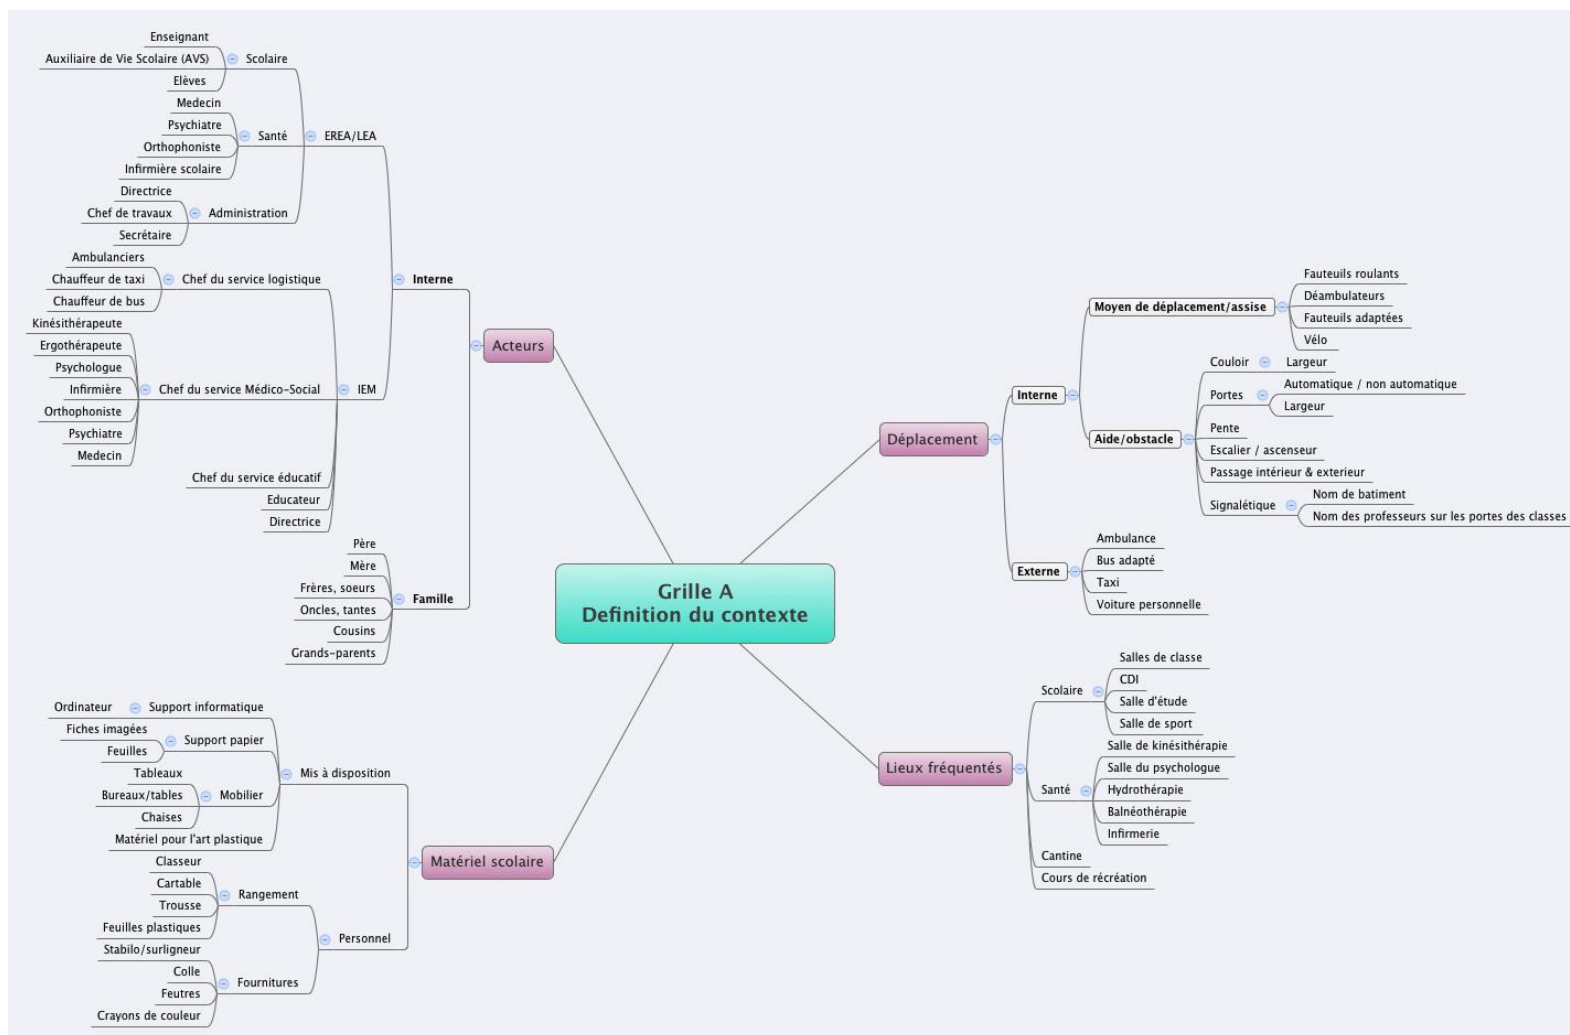 Grille A
Definition du contexte
Acteurs
Interne
EREA/LEA
Scolaire
Enseignant
Auxiliaire de Vie Scolaire (AVS)
Elèves
Santé
Medecin
Psychiatre
Orthophoniste
Infirmière scolaire
Administration
Directrice
Chef de travaux
Secrétaire
IEM
Chef du service logistique
Ambulanciers
Chauffeur de taxi
Chauffeur de bus
Chef du service Médico-Social
Kinésithérapeute
Ergothérapeute
Psychologue
Infirmière
Orthophoniste
Psychiatre
Medecin
Chef du service éducatif
Educateur
Directrice
Famille
Père
Mère
Frères, soeurs
Oncles, tantes
Cousins
Grands-parents
Matériel scolaire
Mis à disposition
Support informatique
Ordinateur
Support papier
Fiches imagées
Feuilles
Mobilier
Tableaux
Bureaux/tables
Chaises
Matériel pour l'art plastique
Personnel
Rangement
Classeur
Cartable
Trousse
Feuilles plastiques
Fournitures
Stabilo/surligneur
Colle
Feutres
Crayons de couleur
Déplacement
Interne
Moyen de déplacement/assise
Fauteuils roulants
Déambulateurs
Fauteuils adaptées
Vélo
Aide/obstacle
Couloir
Largeur
Portes
Automatique / non automatique
Largeur
Pente
Escalier / ascenseur
Passage intérieur & exterieur
Signalétique
Nom de batiment
Nom des professeurs sur les portes des classes
Externe
Ambulance
Bus adapté
Taxi
Voiture personnelle
Lieux fréquentés
Scolaire
Salles de classe
CDI
Salle d'étude
Salle de sport
Santé
Salle de kinésithérapie
Salle du psychologue
Hydrothérapie
Balnéothérapie
Infirmerie
Cantine
Cours de récréation